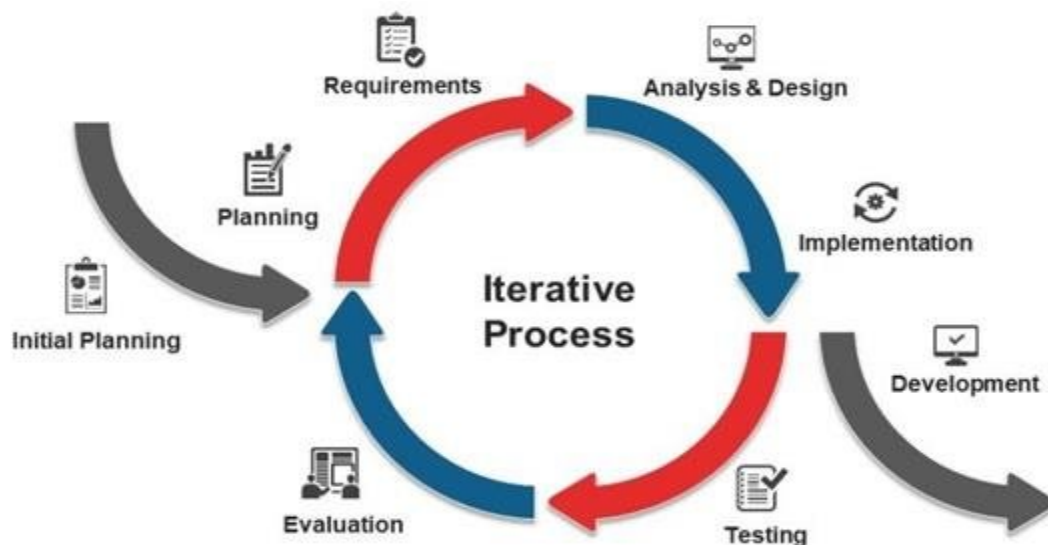 Requirements
Analysis & Design
Planning
Implementation
Iterative
Process
Initial Planning
Development
Evaluation
Testing